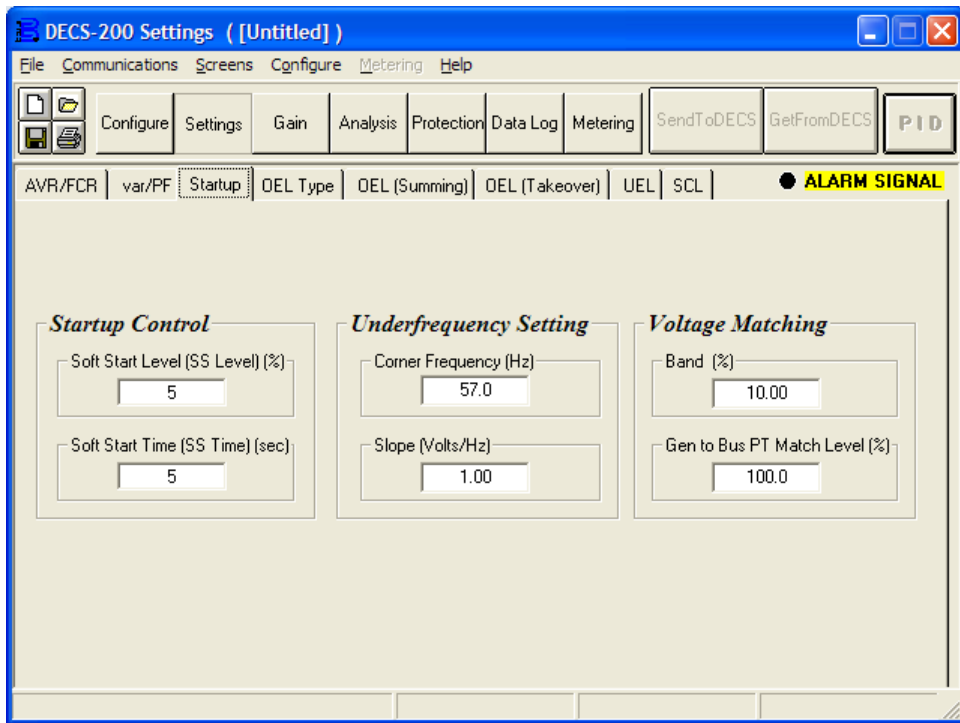 DECS-200 Settings ( [Untitled] )
File Communications Screens Configure Metering Help
Configure Settings Gain Analysis Protection Data Log Metering SendToDECS GetFromDECS PID
AVR/FCR var/PF Startup OEL Type OEL (Summing) OEL (Takeover) UEL SCL ALARM SIGNAL
Startup Control Underfrequency Setting Voltage Matching
Soft Start Level (SS Level) (%) Corner Frequency (Hz) Band (%)
5 57.0 10.00
Soft Start Time (SS Time) (sec) Slope (Volts/Hz) Gen to Bus PT Match Level (%)
5 1.00 100.0